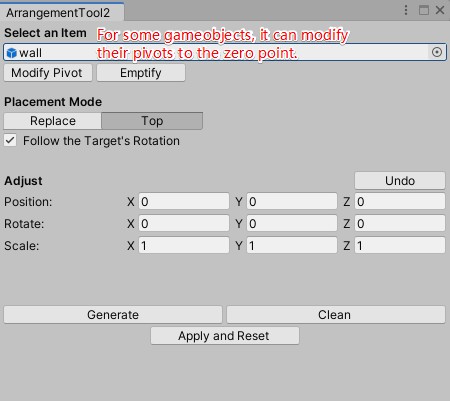 ArrangementTool2
Select an Item
For some gameobjects, it can modify
their pivots to the zero point.
wall
Modify Pivot Emptify
Placement Mode
Replace Top
Follow the Target's Rotation
Adjust Undo
Position: X 0 Y 0 Z 0
Rotate: X 0 Y 0 Z 0
Scale: X 1 Y 1 Z 1
Generate Clean
Apply and Reset